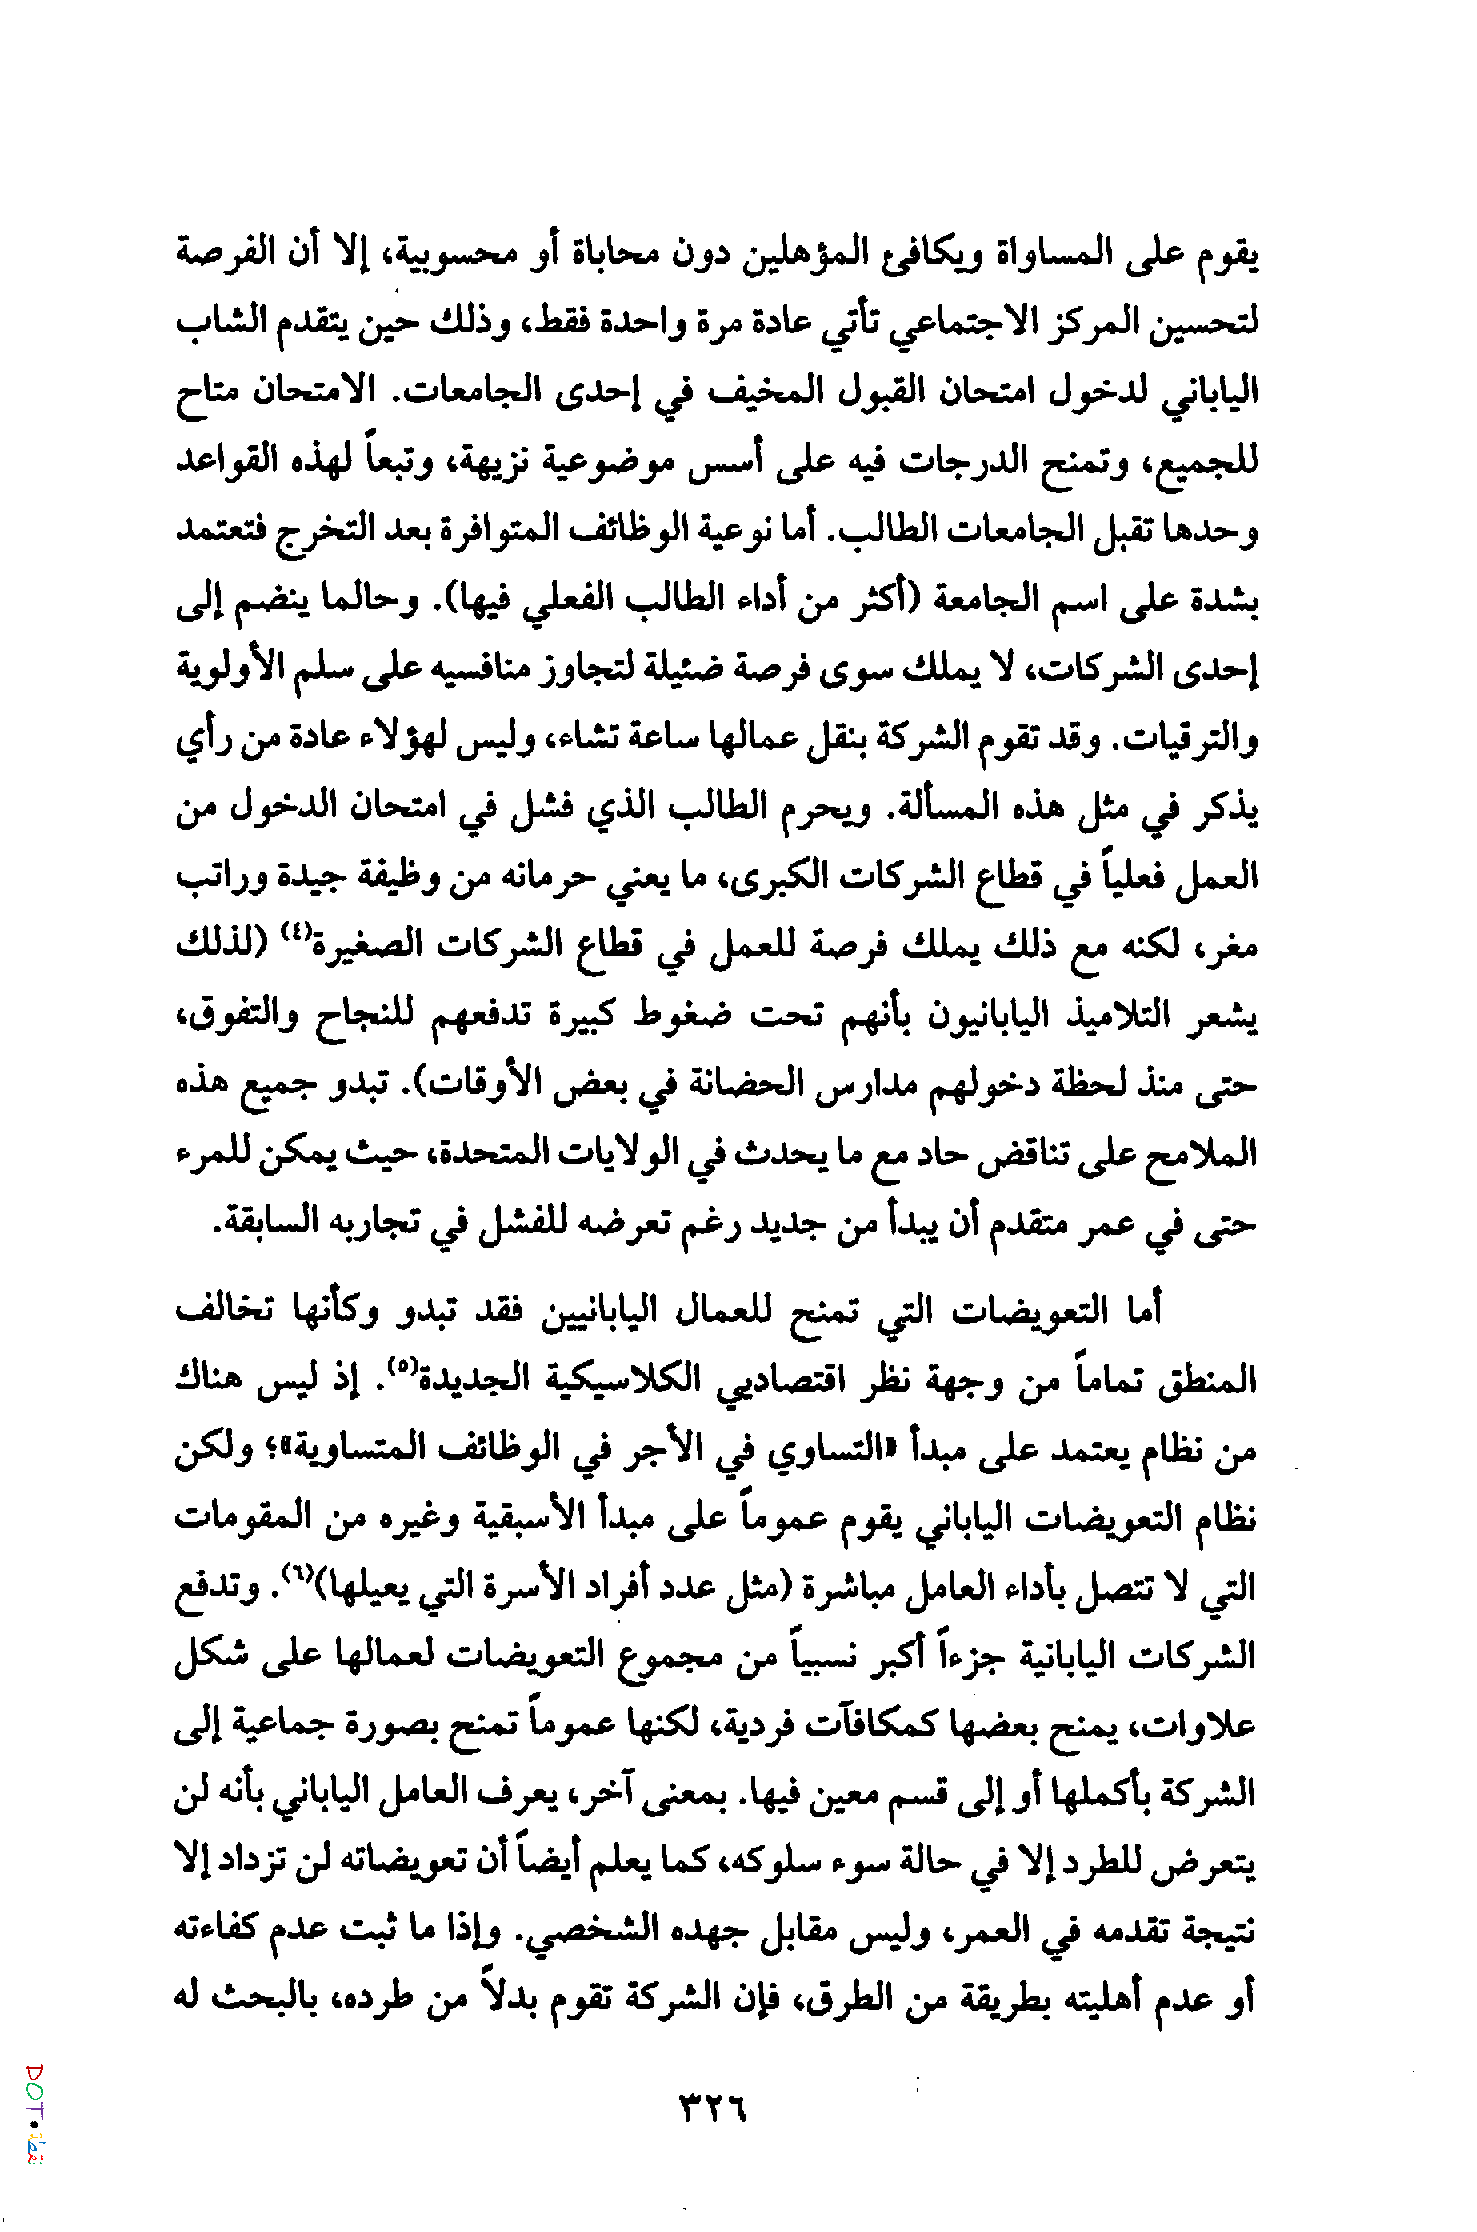 يقوم على المساواة ويكافئ المؤهلين دون محاباة أو محسوبية، إلا أن الفرصة
لتحسين المركز الاجتماعي تأتي عادة مرة واحدة فقط، وذلك حين يتقدم الشاب
الياباني لدخول امتحان القبول المخيف في إحدى الجامعات. الامتحان متاح
للجميع، وتمنح الدرجات فيه على أسس موضوعية نزيهة، وتبعاً لهذه القواعد
وحدها تقبل الجامعات الطالب. أما نوعية الوظائف المتوافرة بعد التخرج فتعتمد
بشدة على اسم الجامعة (أكثر من أداء الطالب الفعلي فيها). وحالما ينضم إلى
إحدى الشركات، لا يملك سوى فرصة ضئيلة لتجاوز منافسيه على سلم الأولوية
والترقيات. وقد تقوم الشركة بنقل عمالها ساعة تشاء، وليس لهؤلاء عادة من رأي
يذكر في مثل هذه المسألة. ويحرم الطالب الذي فشل في امتحان الدخول من
العمل فعلياً في قطاع الشركات الكبرى، ما يعني حرمانه من وظيفة جيدة وراتب
مغر، لكنه مع ذلك يملك فرصة للعمل في قطاع الشركات الصغيرة(٤) (لذلك
يشعر التلاميذ اليابانيون بأنهم تحت ضغوط كبيرة تدفعهم للنجاح والتفوق،
حتى منذ لحظة دخولهم مدارس الحضانة في بعض الأوقات). تبدو جميع هذه
الملامح على تناقض حاد مع ما يحدث في الولايات المتحدة، حيث يمكن للمرء
حتى في عمر متقدم أن يبدأ من جديد رغم تعرضه للفشل في تجاربه السابقة.
أما التعويضات التي تمنح للعمال اليابانيين فقد تبدو وكأنها تخالف
المنطق تماماً من وجهة نظر اقتصاديي الكلاسيكية الجديدة(٥). إذ ليس هناك
من نظام يعتمد على مبدأ «التساوي في الأجر في الوظائف المتساوية»؛ ولكن
نظام التعويضات الياباني يقوم عموماً على مبدأ الأسبقية وغيره من المقومات
التي لا تتصل بأداء العامل مباشرة (مثل عدد أفراد الأسرة التي يعيلها)(٦). وتدفع
الشركات اليابانية جزءاً أكبر نسبياً من مجموع التعويضات لعمالها على شكل
علاوات، يمنح بعضها كمكافآت فردية، لكنها عموماً تمنح بصورة جماعية إلى
الشركة بأكملها أو إلى قسم معين فيها. بمعنى آخر، يعرف العامل الياباني بأنه لن
يتعرض للطرد إلا في حالة سوء سلوكه، كما يعلم أيضاً أن تعويضاته لن تزداد إلا
نتيجة تقدمه في العمر، وليس مقابل جهده الشخصي. وإذا ما ثبت عدم كفاءته
أو عدم أهليته بطريقة من الطرق، فإن الشركة تقوم بدلاً من طرده، بالبحث له
٣٢٦
DOT • نقطة